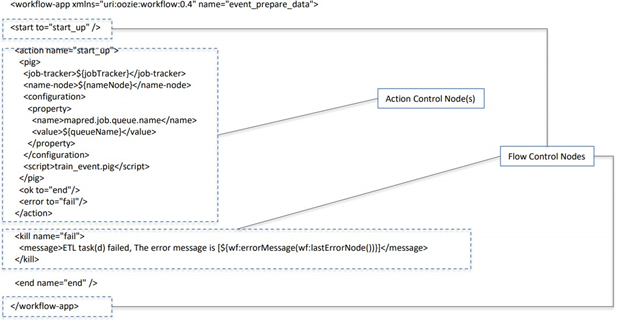 <workflow-app xmlns="uri:oozie:workflow:0.4" name="event_prepare_data">
<start to="start_up" />
<action name="start_up">
<pig>
<job-tracker>${jobTracker}</job-tracker>
<name-node>${nameNode}</name-node>
<configuration>
<property>
<name>mapred.job.queue.name</name>
<value>${queueName}</value>
</property>
</configuration>
<script>train_event.pig</script>
</pig>
<ok to="end"/>
<error to="fail"/>
</action>
Action Control Node(s)
Flow Control Nodes
<kill name="fail">
<message>ETL task(d) failed, The error message is [${wf:errorMessage(wf:lastErrorNode())}]</message>
</kill>
<end name="end" />
</workflow-app>